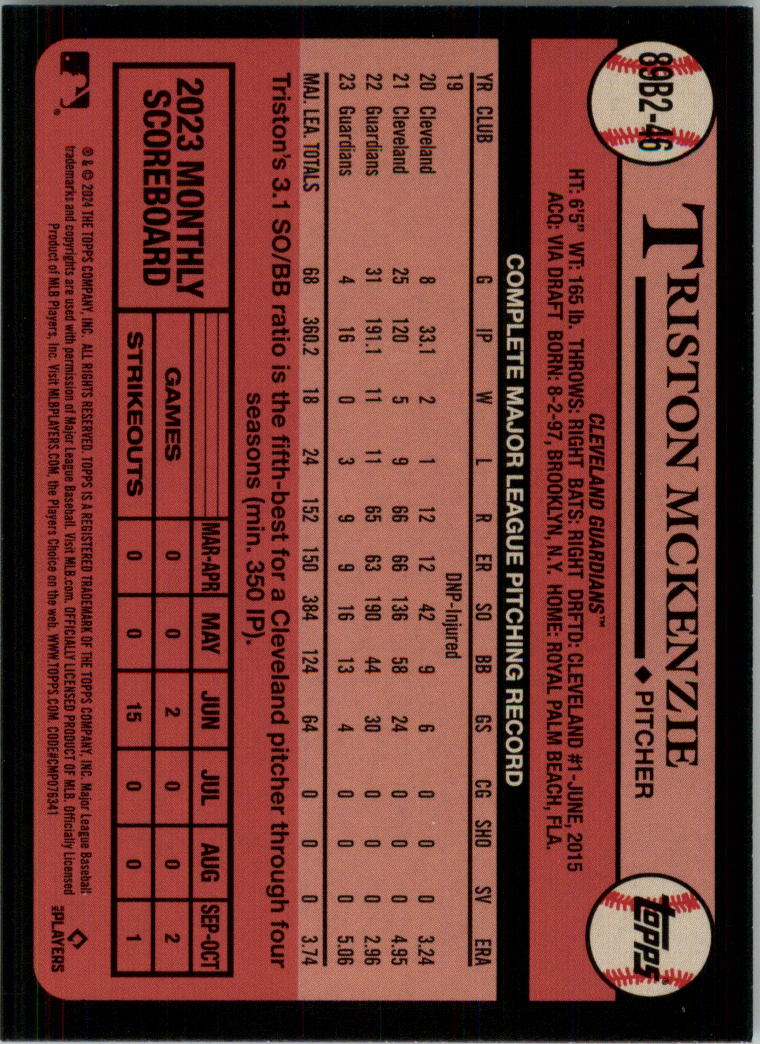 89B2-46
TRISTON MCKENZIE
◆ PITCHER
topps®
CLEVELAND GUARDIANS™
HT: 6'5" WT: 165 lb. THROWS: RIGHT BATS: RIGHT DRFTD: CLEVELAND #1-JUNE, 2015
ACQ: VIA DRAFT BORN: 8-2-97, BROOKLYN, N.Y. HOME: ROYAL PALM BEACH, FLA.
COMPLETE MAJOR LEAGUE PITCHING RECORD
YR CLUB G IP W L R ER SO BB GS CG SHO SV ERA
19 DNP-Injured
20 Cleveland 8 33.1 2 1 12 12 42 9 6 0 0 0 3.24
21 Cleveland 25 120 5 9 66 66 136 58 24 0 0 0 4.95
22 Guardians 31 191.1 11 11 65 63 190 44 30 0 0 0 2.96
23 Guardians 4 16 0 3 9 9 16 13 4 0 0 0 5.06
MAJ. LEA. TOTALS 68 360.2 18 24 152 150 384 124 64 0 0 0 3.74
Triston's 3.1 SO/BB ratio is the fifth-best for a Cleveland pitcher through four
seasons (min. 350 IP).
2023 MONTHLY
SCOREBOARD
MAR-APR MAY JUN JUL AUG SEP-OCT
GAMES 0 0 2 0 0 2
STRIKEOUTS 0 0 15 0 0 1
® & © 2024 THE TOPPS COMPANY, INC. ALL RIGHTS RESERVED. TOPPS IS A REGISTERED TRADEMARK OF THE TOPPS COMPANY, INC. Major League Baseball
trademarks and copyrights are used with permission of Major League Baseball. Visit MLB.com. OFFICIALLY LICENSED PRODUCT OF MLB. Officially Licensed
Product of MLB Players, Inc. Visit MLBPLAYERS.COM, the Players Choice on the web. WWW.TOPPS.COM. CODE#CMP076341
MLB PLAYERS